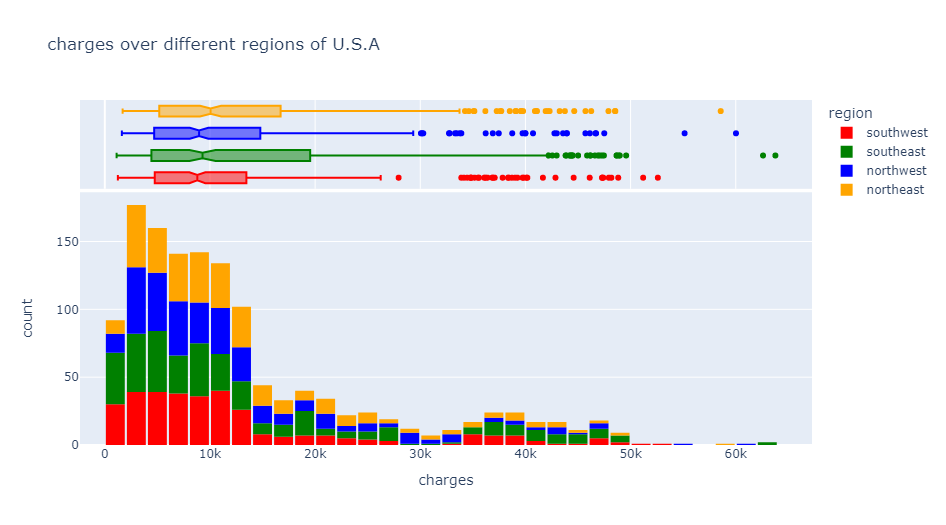 charges over different regions of U.S.A
region
southwest
southeast
northwest
northeast
150
100
50
0
count
0 10k 20k 30k 40k 50k 60k
charges